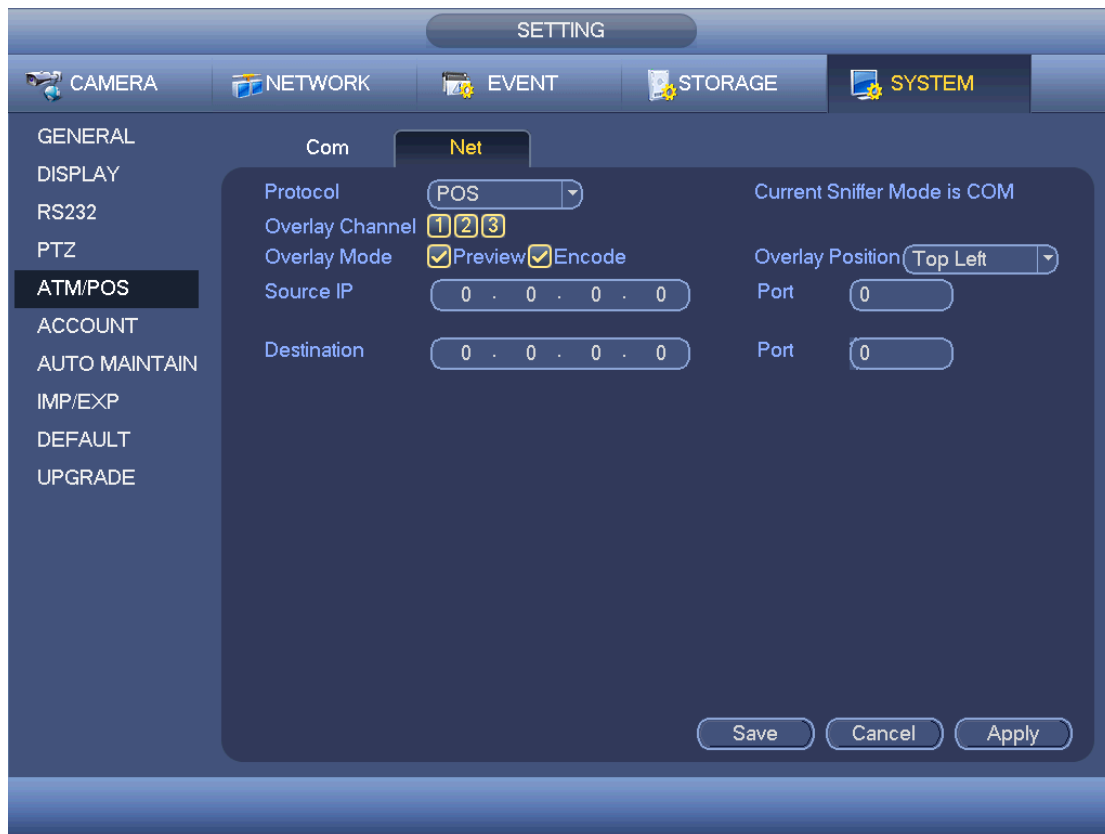 SETTING
CAMERA NETWORK EVENT STORAGE SYSTEM
GENERAL
DISPLAY
RS232
PTZ
ATM/POS
ACCOUNT
AUTO MAINTAIN
IMP/EXP
DEFAULT
UPGRADE
Com Net
Protocol POS Current Sniffer Mode is COM
Overlay Channel 1 2 3
Overlay Mode Preview Encode Overlay Position Top Left
Source IP 0 . 0 . 0 . 0 Port 0
Destination 0 . 0 . 0 . 0 Port 0
Save Cancel Apply